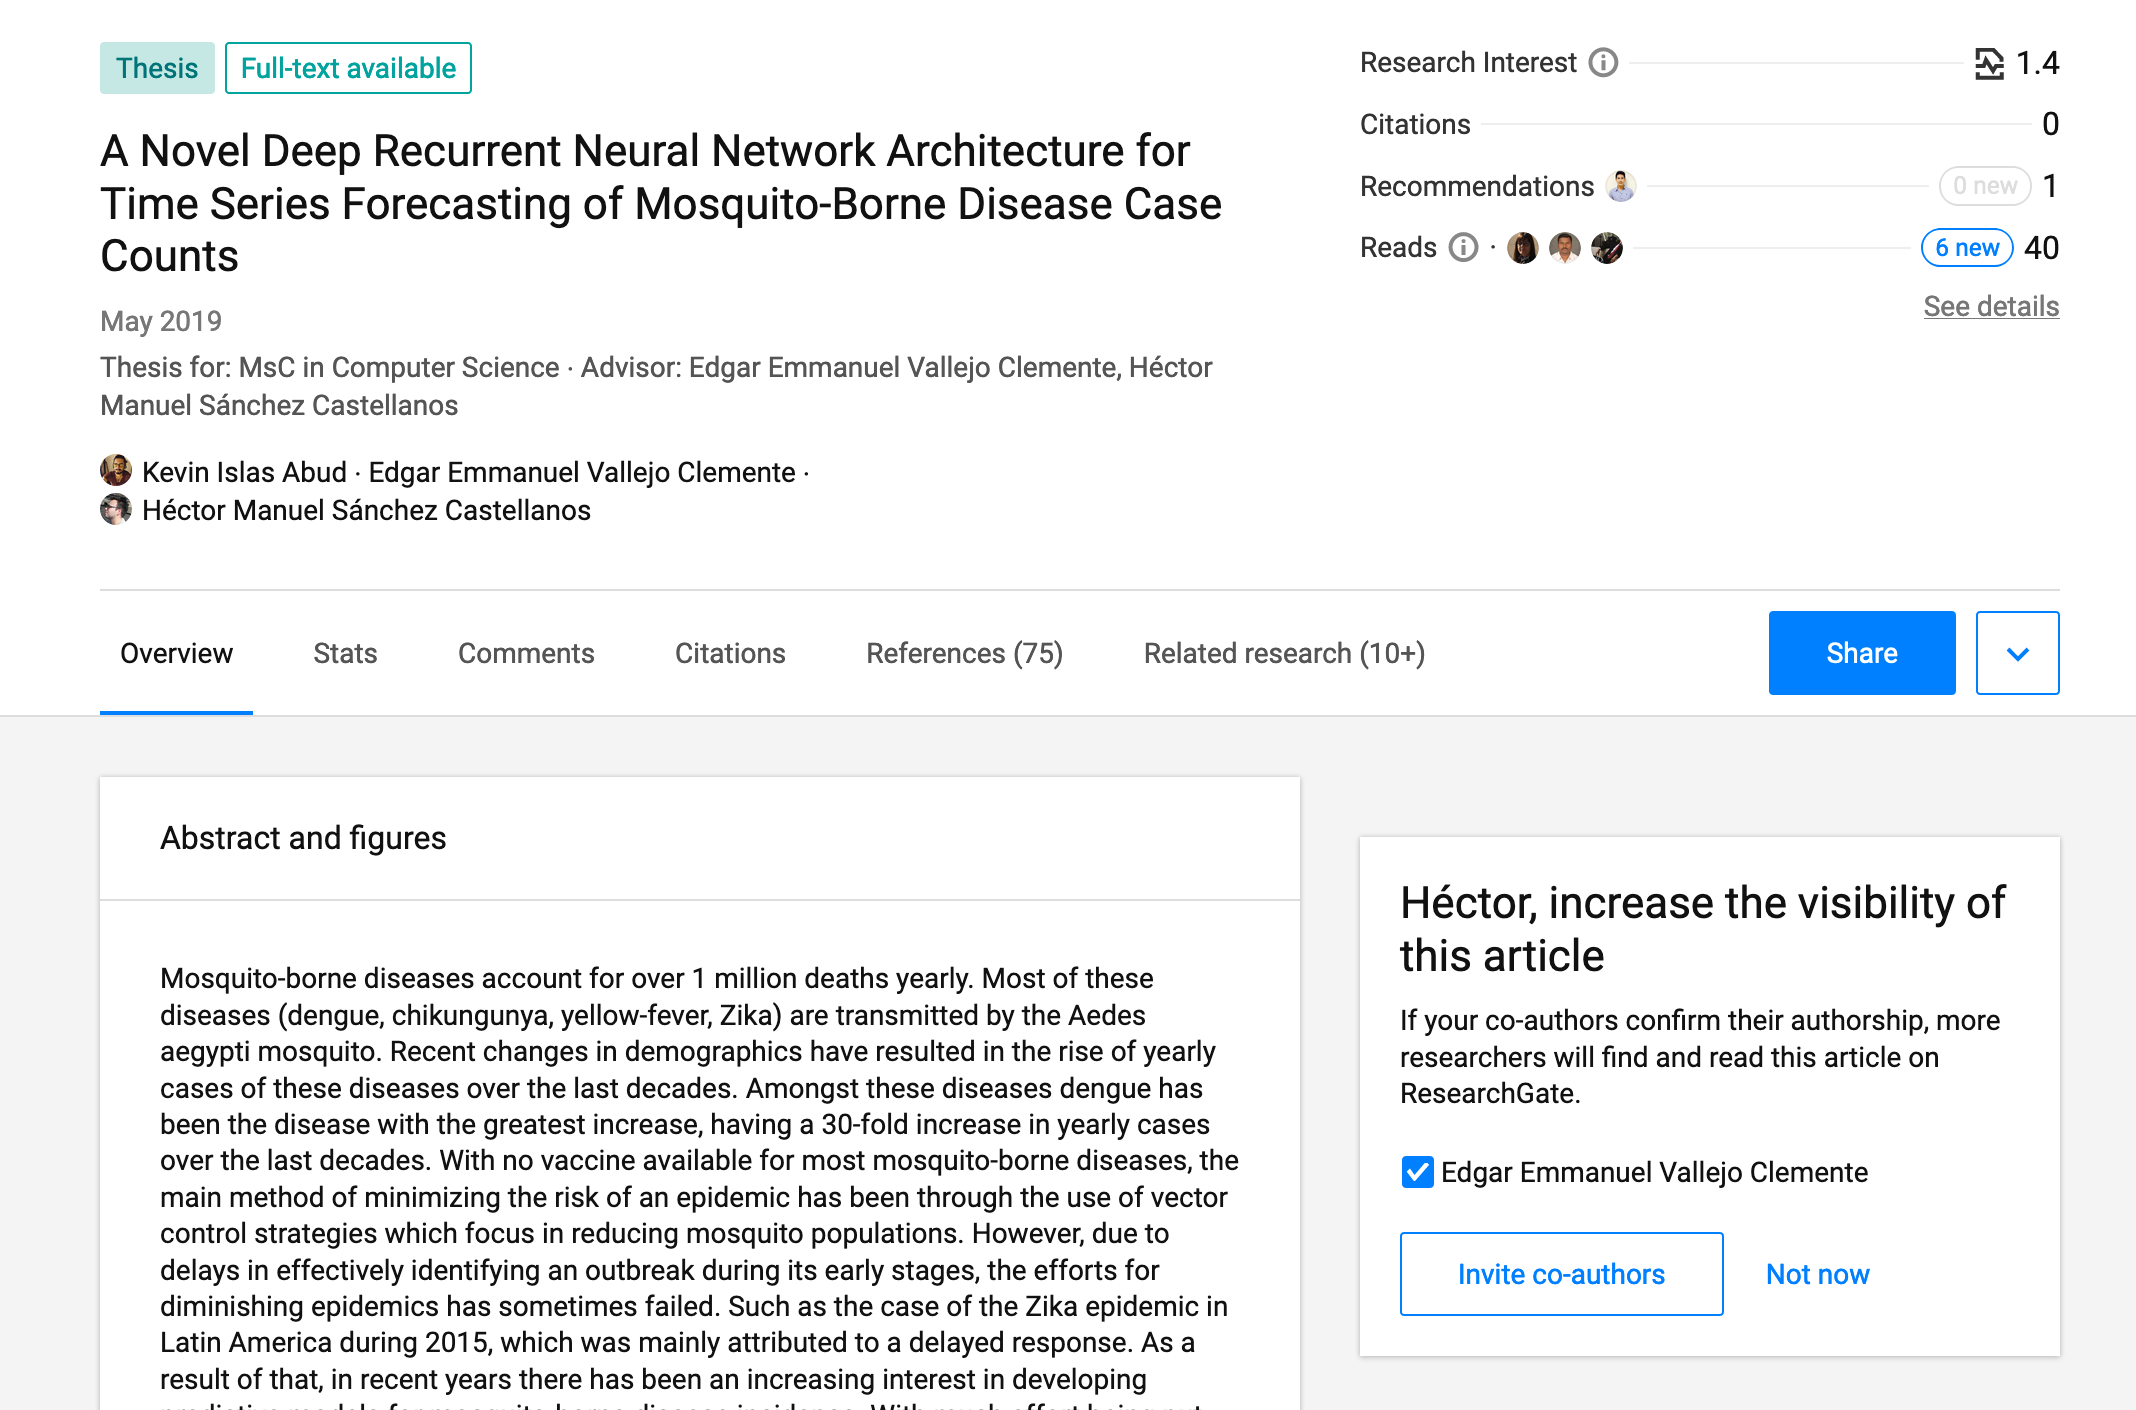 Thesis
Full-text available
A Novel Deep Recurrent Neural Network Architecture for
Time Series Forecasting of Mosquito-Borne Disease Case
Counts
May 2019
Thesis for: MsC in Computer Science · Advisor: Edgar Emmanuel Vallejo Clemente, Héctor
Manuel Sánchez Castellanos
Kevin Islas Abud · Edgar Emmanuel Vallejo Clemente ·
Héctor Manuel Sánchez Castellanos
Research Interest 1.4
Citations 0
Recommendations 0 new 1
Reads · 6 new 40
See details
Overview Stats Comments Citations References (75) Related research (10+) Share
Abstract and figures
Mosquito-borne diseases account for over 1 million deaths yearly. Most of these
diseases (dengue, chikungunya, yellow-fever, Zika) are transmitted by the Aedes
aegypti mosquito. Recent changes in demographics have resulted in the rise of yearly
cases of these diseases over the last decades. Amongst these diseases dengue has
been the disease with the greatest increase, having a 30-fold increase in yearly cases
over the last decades. With no vaccine available for most mosquito-borne diseases, the
main method of minimizing the risk of an epidemic has been through the use of vector
control strategies which focus in reducing mosquito populations. However, due to
delays in effectively identifying an outbreak during its early stages, the efforts for
diminishing epidemics has sometimes failed. Such as the case of the Zika epidemic in
Latin America during 2015, which was mainly attributed to a delayed response. As a
result of that, in recent years there has been an increasing interest in developing
Héctor, increase the visibility of
this article
If your co-authors confirm their authorship, more
researchers will find and read this article on
ResearchGate.
Edgar Emmanuel Vallejo Clemente
Invite co-authors Not now